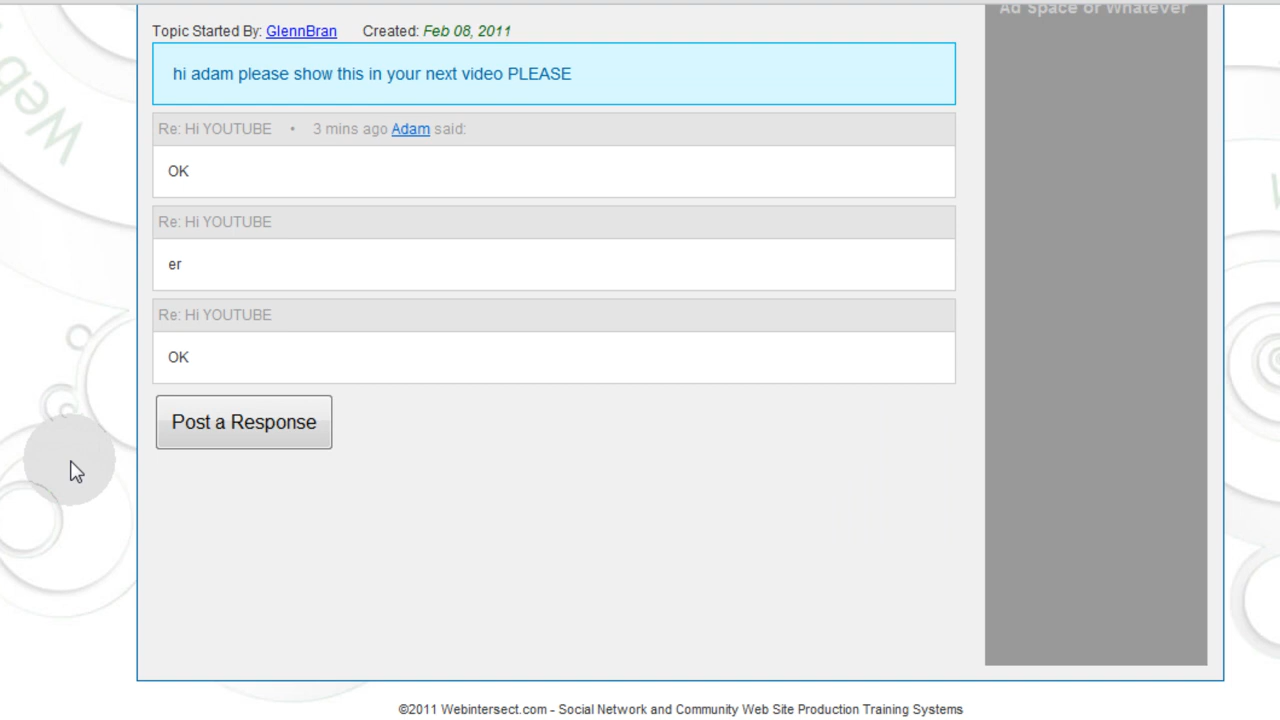 Ad Space or Whatever
Topic Started By: GlennBran Created: Feb 08, 2011
hi adam please show this in your next video PLEASE
Re: Hi YOUTUBE • 3 mins ago Adam said:
OK
Re: Hi YOUTUBE
er
Re: Hi YOUTUBE
OK
Post a Response
©2011 Webintersect.com - Social Network and Community Web Site Production Training Systems
Web